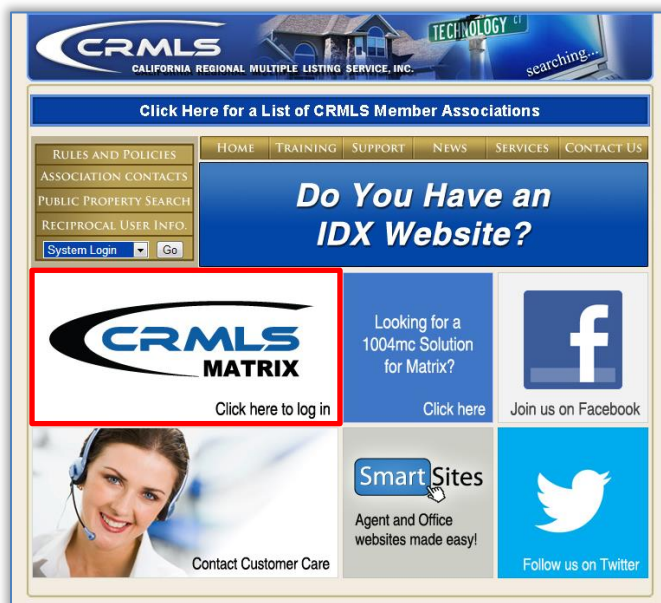 CRMLS
CALIFORNIA REGIONAL MULTIPLE LISTING SERVICE, INC.
TECHNOLOGY CT
searching...
Click Here for a List of CRMLS Member Associations
RULES AND POLICIES
ASSOCIATION CONTACTS
PUBLIC PROPERTY SEARCH
RECIPROCAL USER INFO.
System Login Go
HOME TRAINING SUPPORT NEWS SERVICES CONTACT US
Do You Have an
IDX Website?
CRMLS
MATRIX
Click here to log in
Looking for a
1004mc Solution
for Matrix?
Click here
f
Join us on Facebook
Contact Customer Care
SmartSites
Agent and Office
websites made easy!
Follow us on Twitter